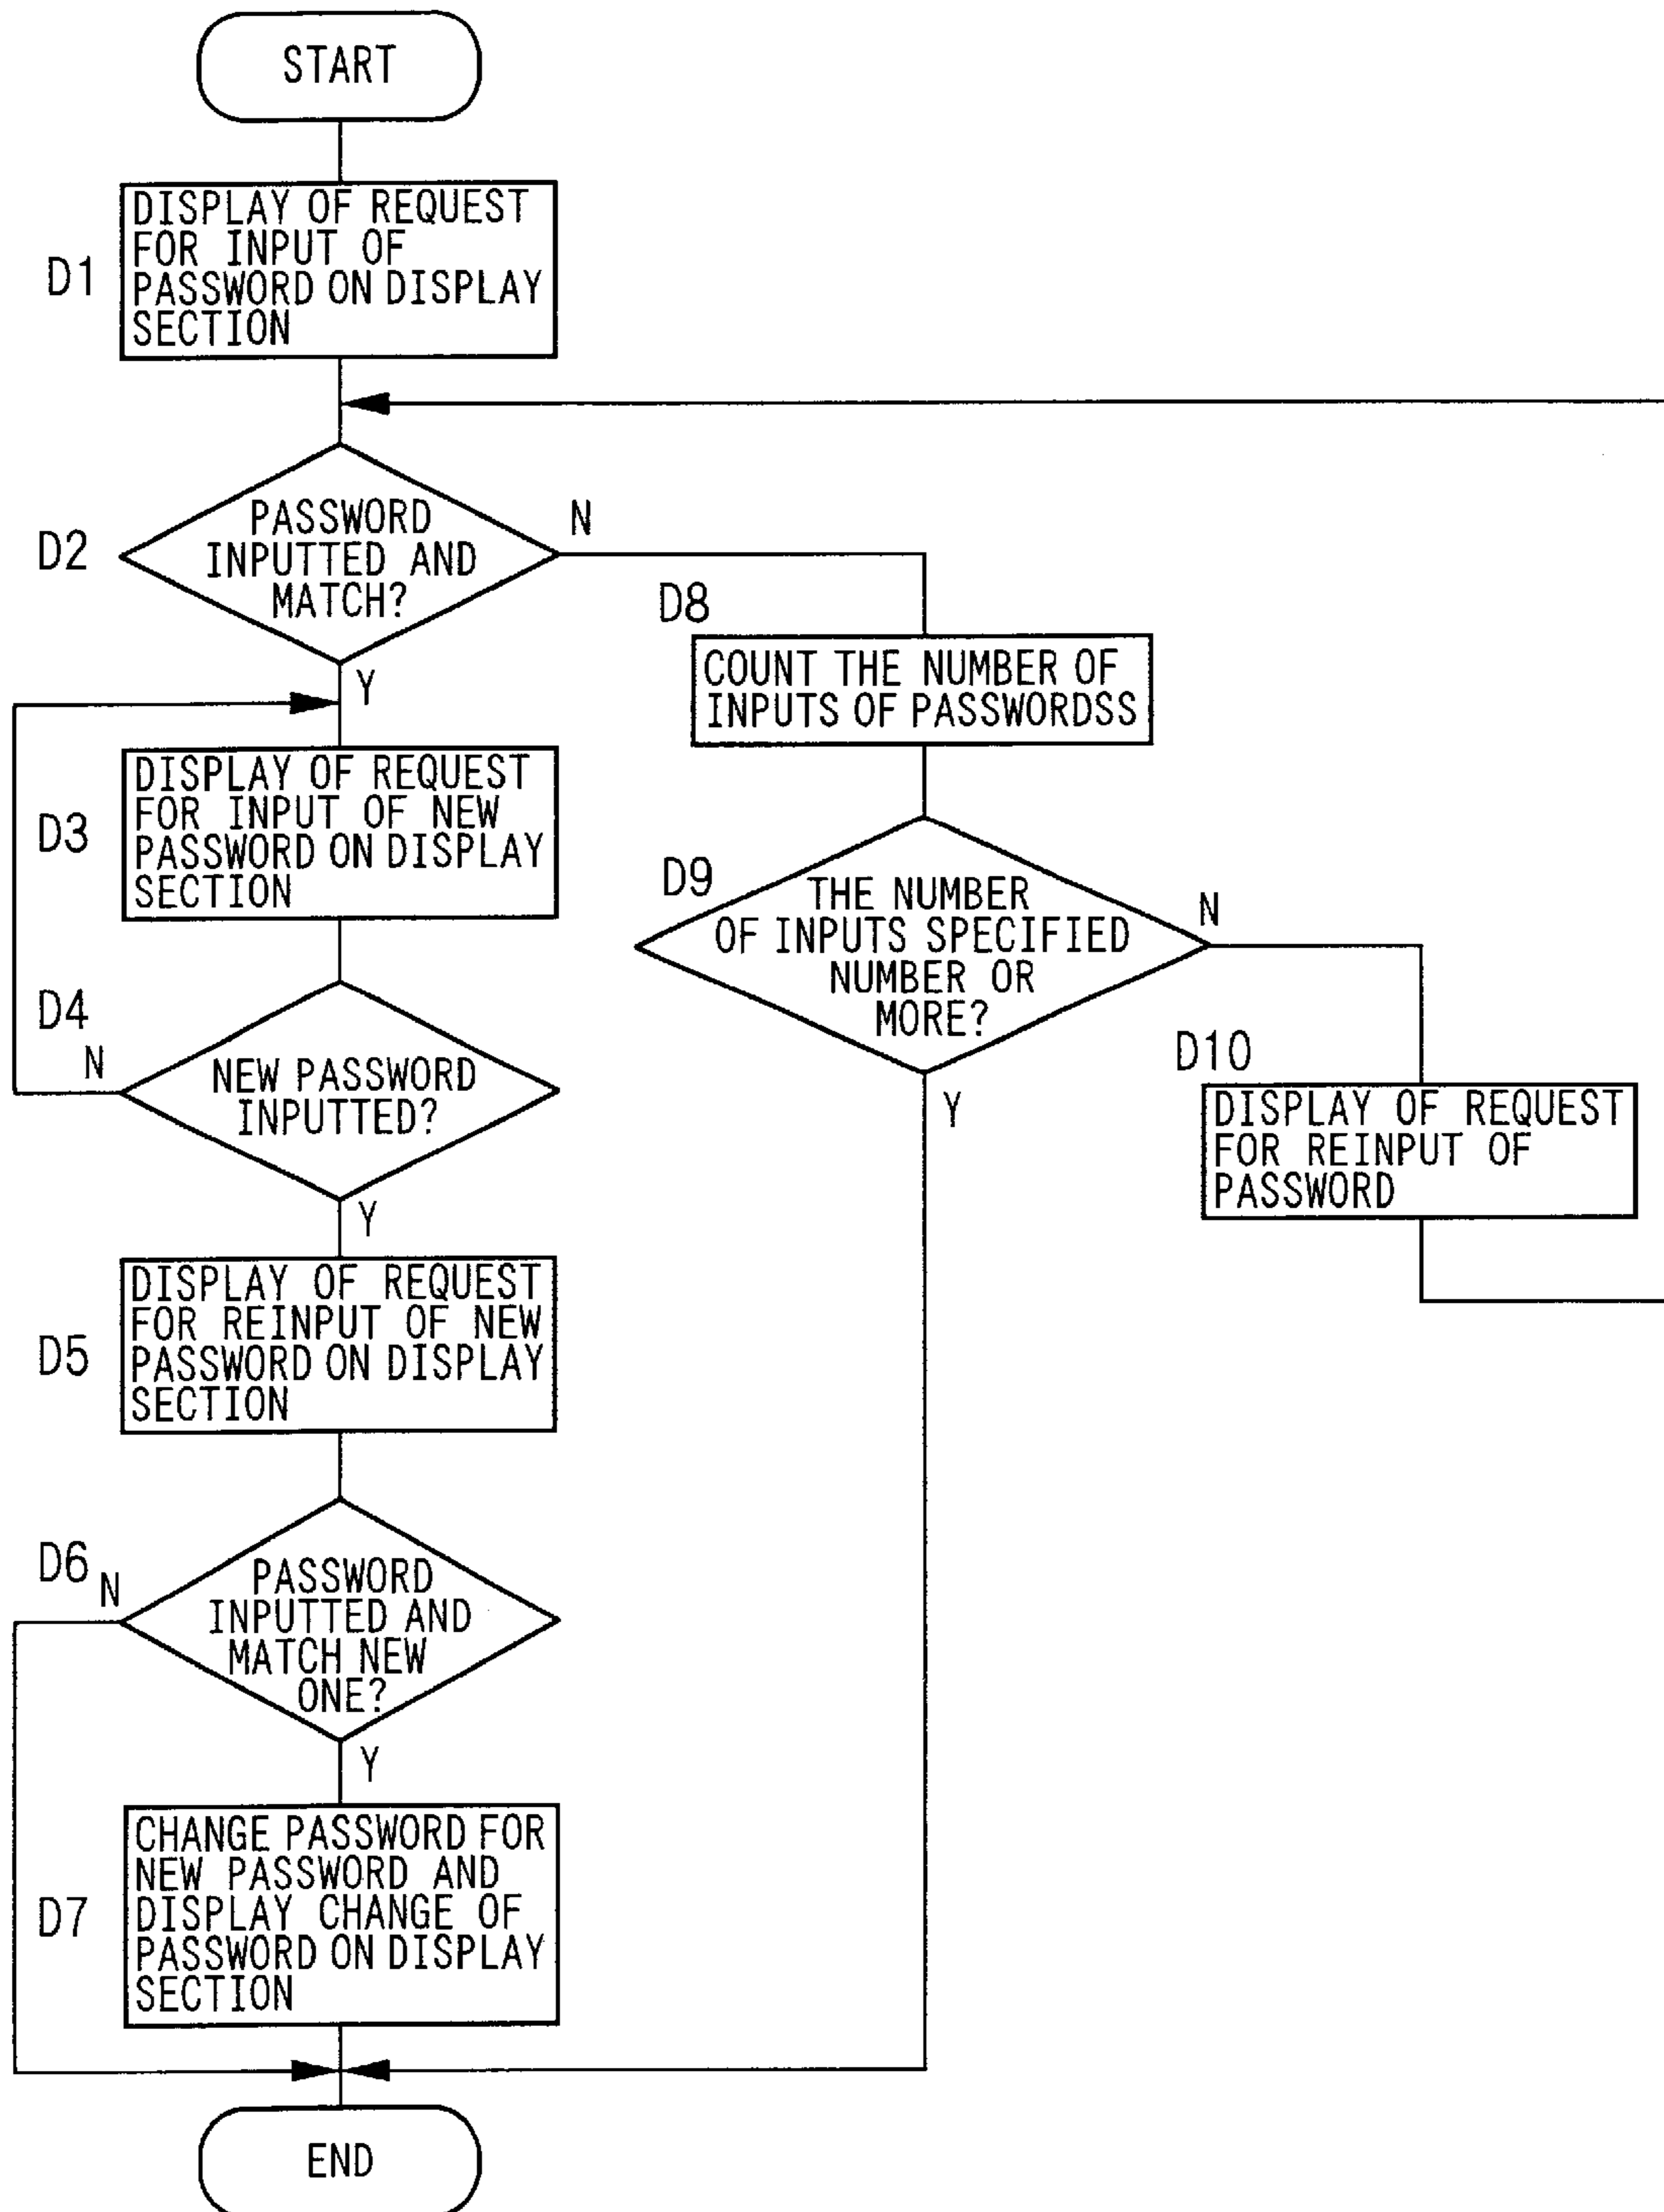 START
D1
DISPLAY OF REQUEST
FOR INPUT OF
PASSWORD ON DISPLAY
SECTION
D2
PASSWORD
INPUTTED AND
MATCH?
N
Y
D3
DISPLAY OF REQUEST
FOR INPUT OF NEW
PASSWORD ON DISPLAY
SECTION
D4
N
NEW PASSWORD
INPUTTED?
Y
D5
DISPLAY OF REQUEST
FOR REINPUT OF NEW
PASSWORD ON DISPLAY
SECTION
D6
N
PASSWORD
INPUTTED AND
MATCH NEW
ONE?
Y
D7
CHANGE PASSWORD FOR
NEW PASSWORD AND
DISPLAY CHANGE OF
PASSWORD ON DISPLAY
SECTION
END
D8
COUNT THE NUMBER OF
INPUTS OF PASSWORDSS
D9
THE NUMBER
OF INPUTS SPECIFIED
NUMBER OR
MORE?
N
Y
D10
DISPLAY OF REQUEST
FOR REINPUT OF
PASSWORD